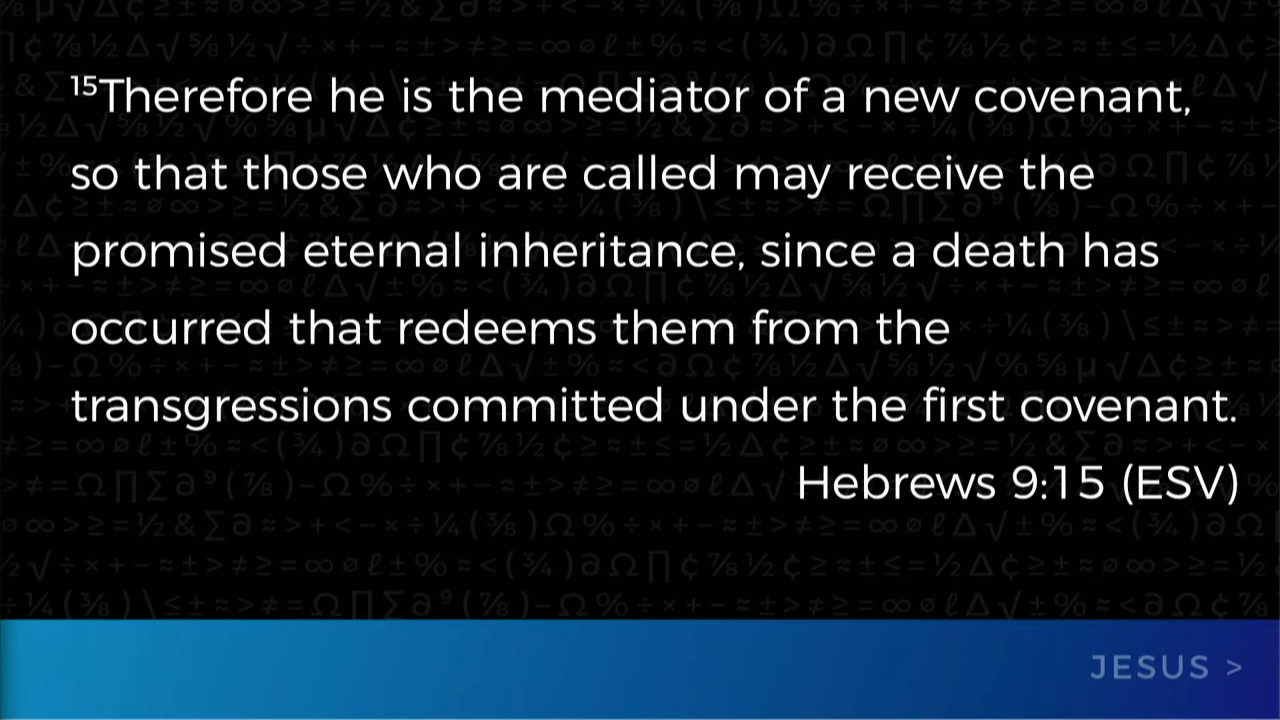 ¹⁵Therefore he is the mediator of a new covenant,
so that those who are called may receive the
promised eternal inheritance, since a death has
occurred that redeems them from the
transgressions committed under the first covenant.
Hebrews 9:15 (ESV)
JESUS >